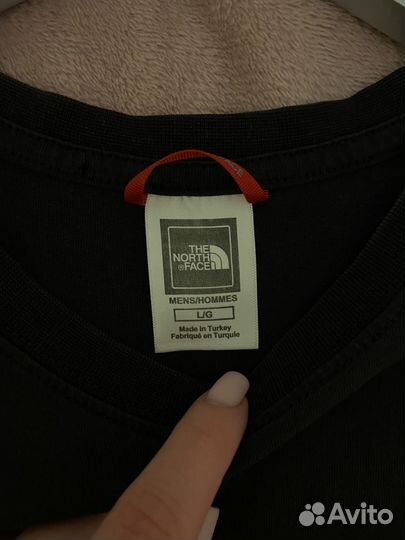 THE
NORTH
FACE
MENS/HOMMES
L/G
Made in Turkey
Fabriqué en Turquie
Avito